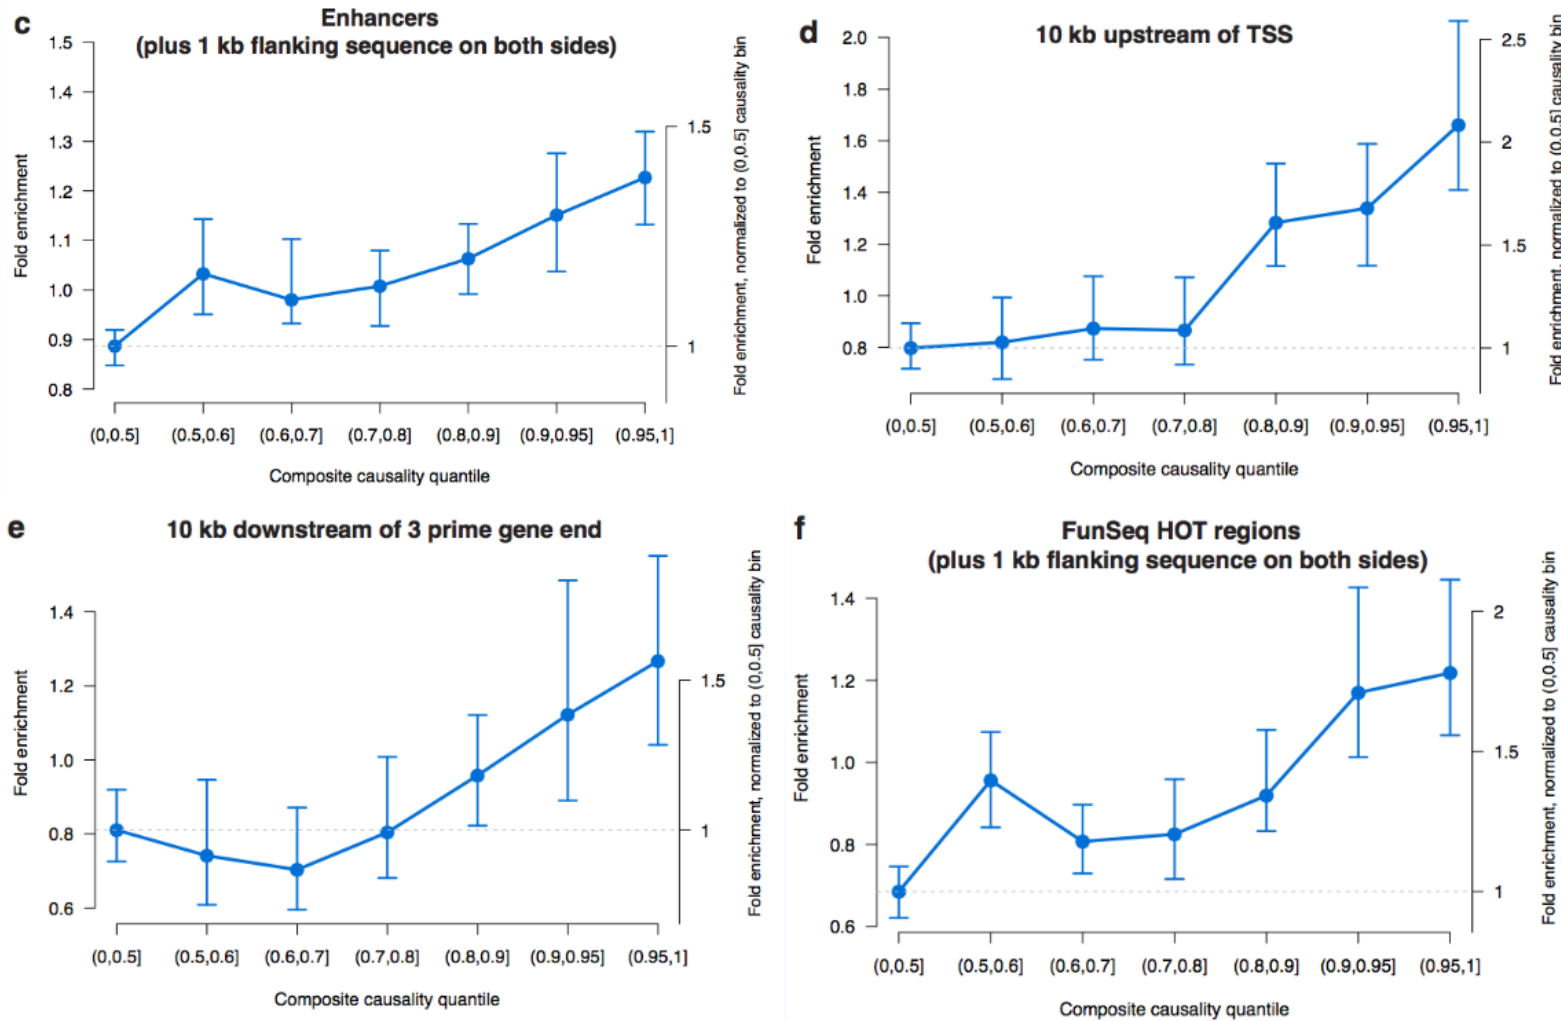 c
Enhancers
(plus 1 kb flanking sequence on both sides)
1.5
1.4
1.3
1.2
1.1
1.0
0.9
0.8
Fold enrichment
1.5
1
Fold enrichment, normalized to (0,0.5] causality bin
(0,0.5] (0.5,0.6] (0.6,0.7] (0.7,0.8] (0.8,0.9] (0.9,0.95] (0.95,1]
Composite causality quantile
d
10 kb upstream of TSS
2.0
1.8
1.6
1.4
1.2
1.0
0.8
Fold enrichment
2.5
2
1.5
1
Fold enrichment, normalized to (0,0.5] causality bin
(0,0.5] (0.5,0.6] (0.6,0.7] (0.7,0.8] (0.8,0.9] (0.9,0.95] (0.95,1]
Composite causality quantile
e
10 kb downstream of 3 prime gene end
1.4
1.2
1.0
0.8
0.6
Fold enrichment
1.5
1
Fold enrichment, normalized to (0,0.5] causality bin
(0,0.5] (0.5,0.6] (0.6,0.7] (0.7,0.8] (0.8,0.9] (0.9,0.95] (0.95,1]
Composite causality quantile
f
FunSeq HOT regions
(plus 1 kb flanking sequence on both sides)
1.4
1.2
1.0
0.8
0.6
Fold enrichment
2
1.5
1
Fold enrichment, normalized to (0,0.5] causality bin
(0,0.5] (0.5,0.6] (0.6,0.7] (0.7,0.8] (0.8,0.9] (0.9,0.95] (0.95,1]
Composite causality quantile